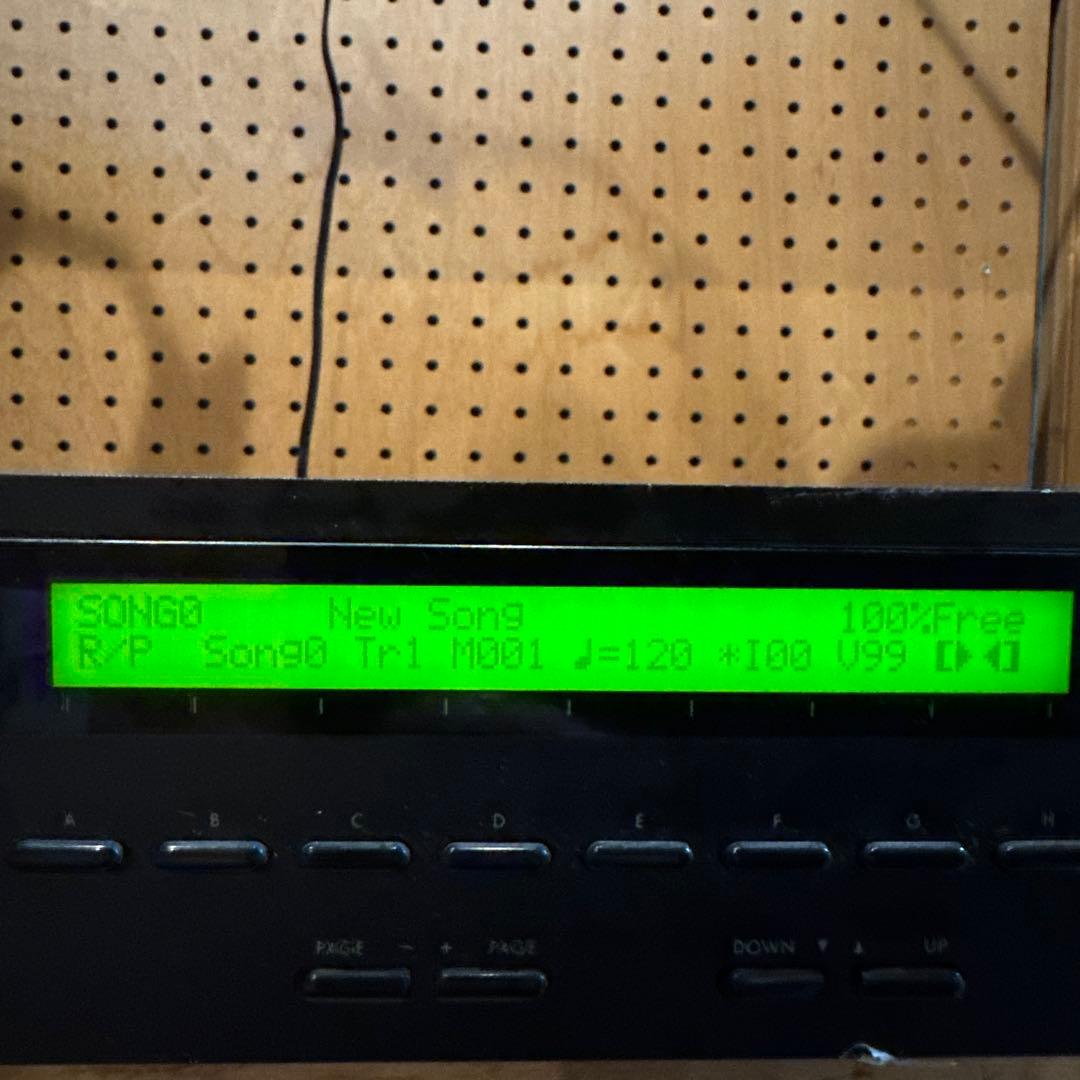 SONG0 New Song 100%Free
R/P Song0 Tr1 M001 ♩=120 *I00 V99 [▶◀]
A B C D E F G H
PAGE - + PAGE DOWN ▼ ▲ UP